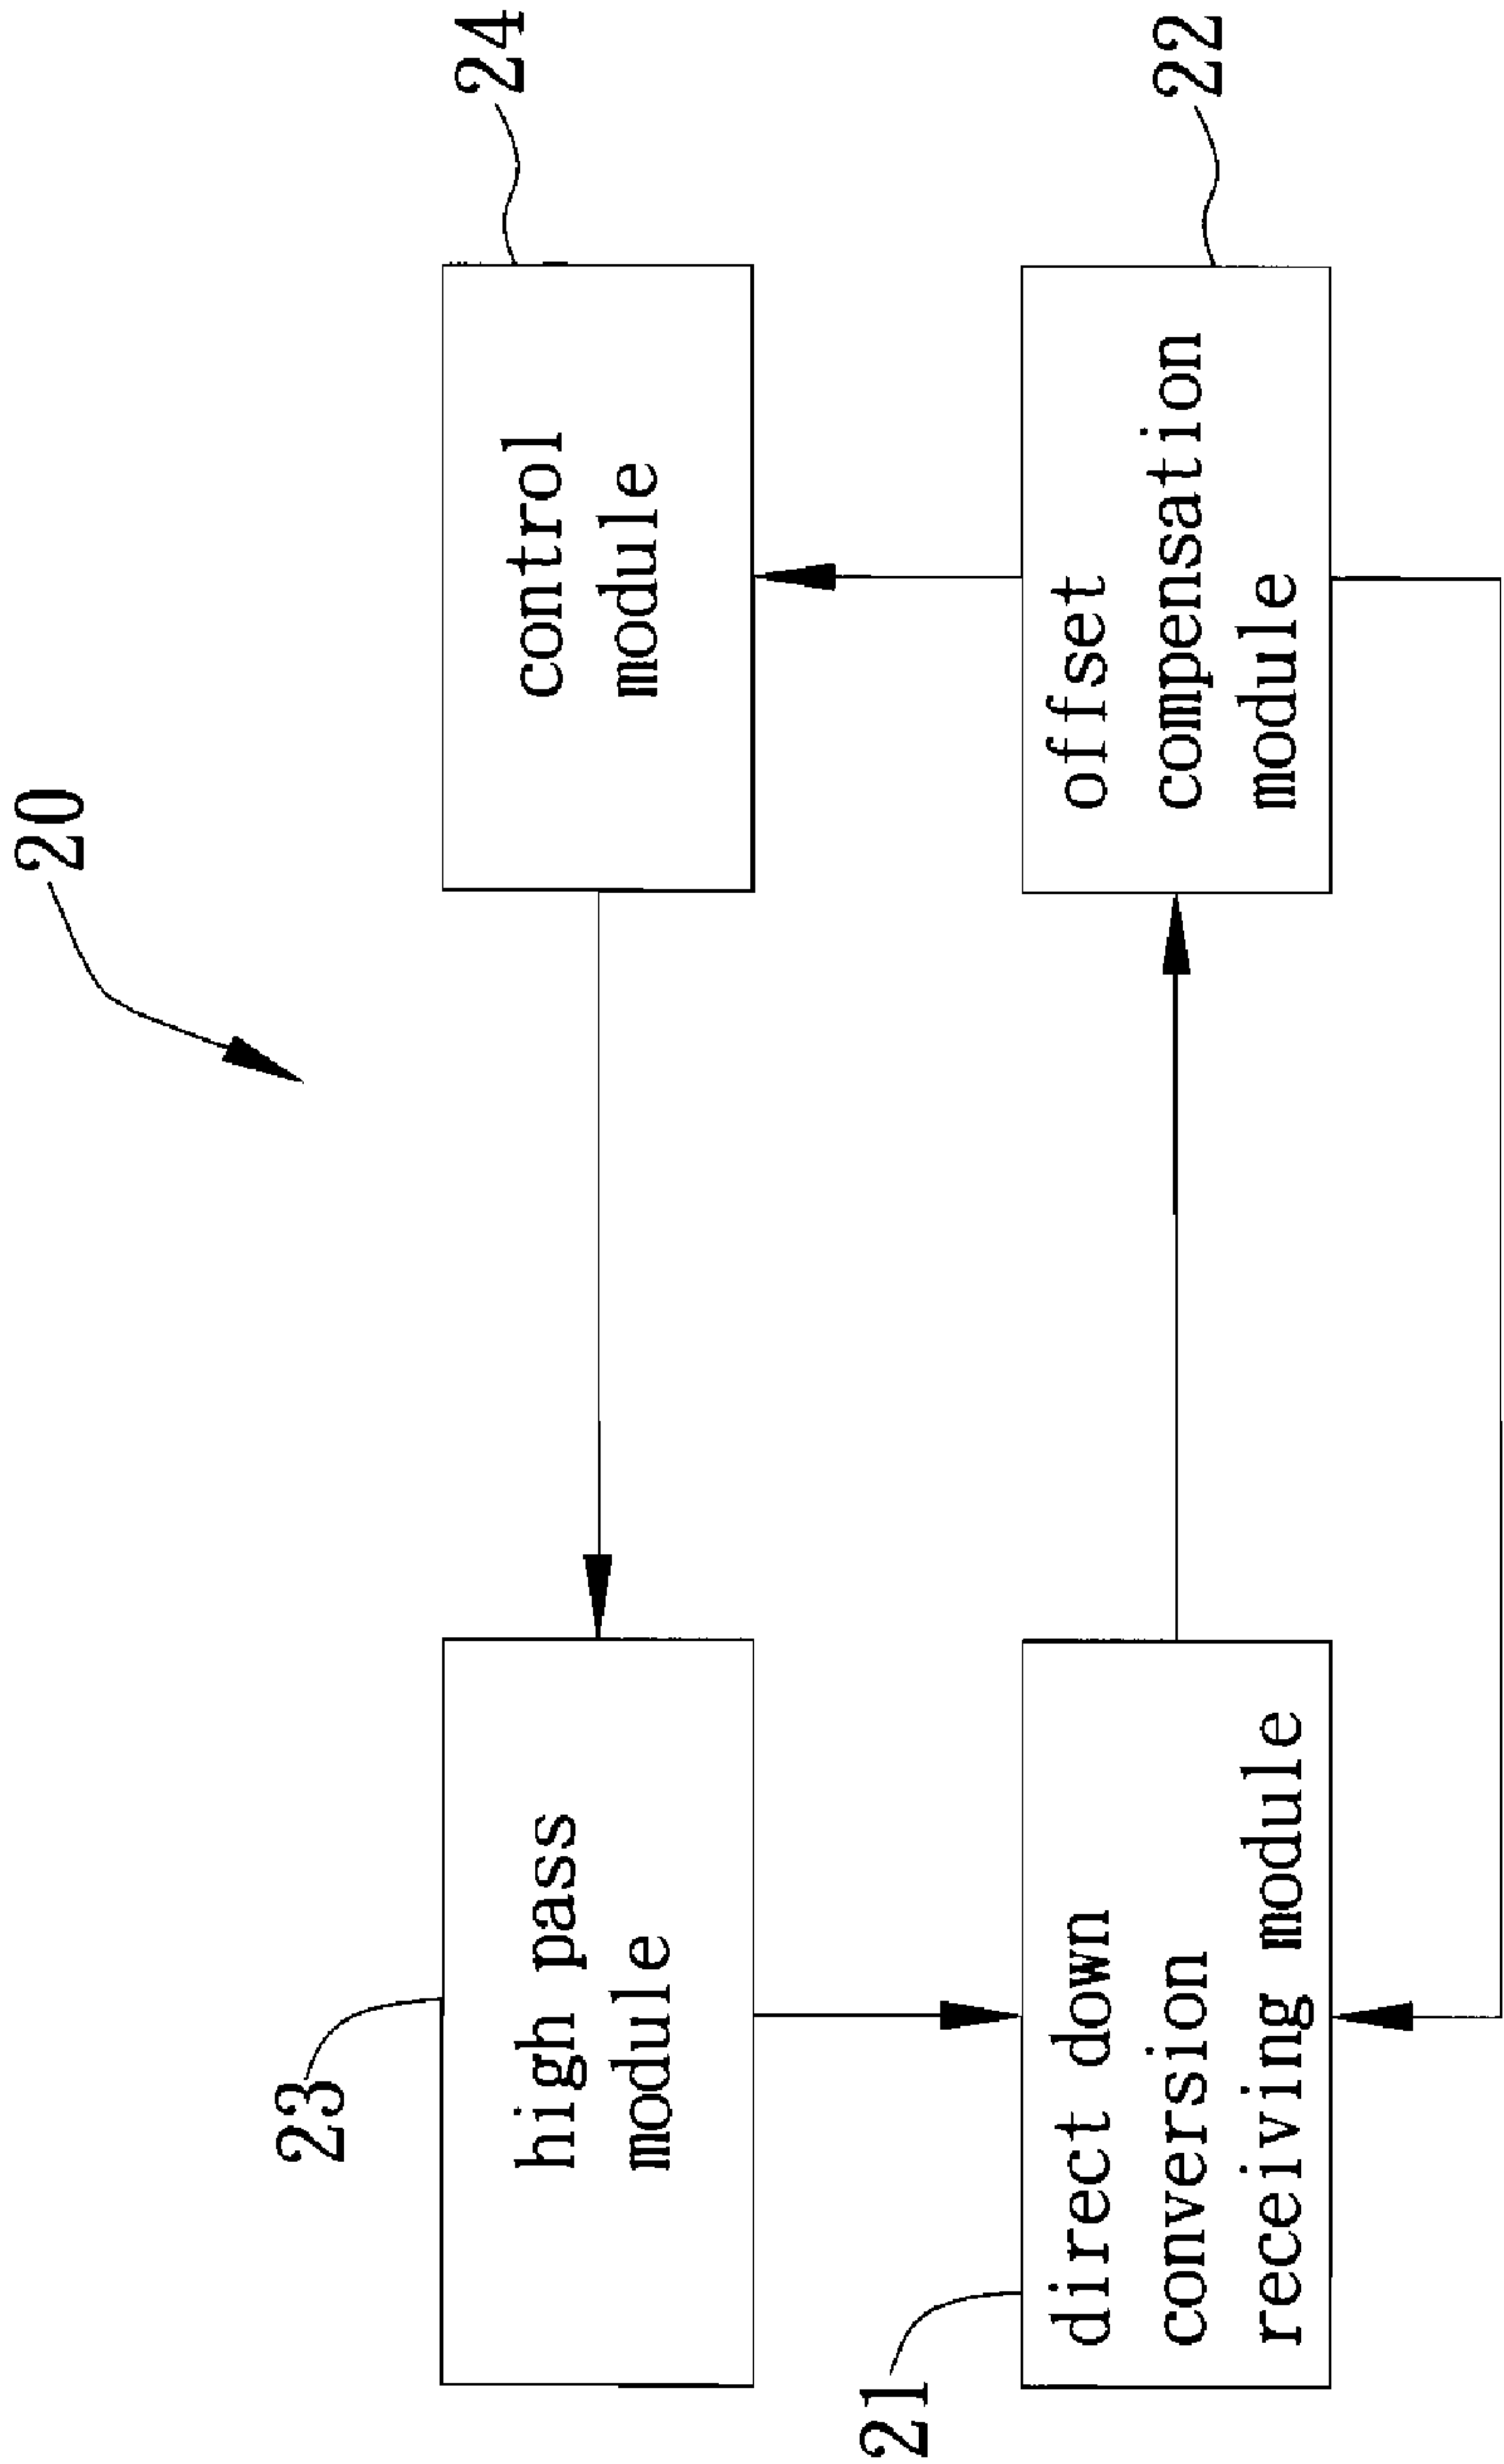 20
23
high pass
module
24
control
module
21
direct down
conversion
receiving module
22
offset
compensation
module